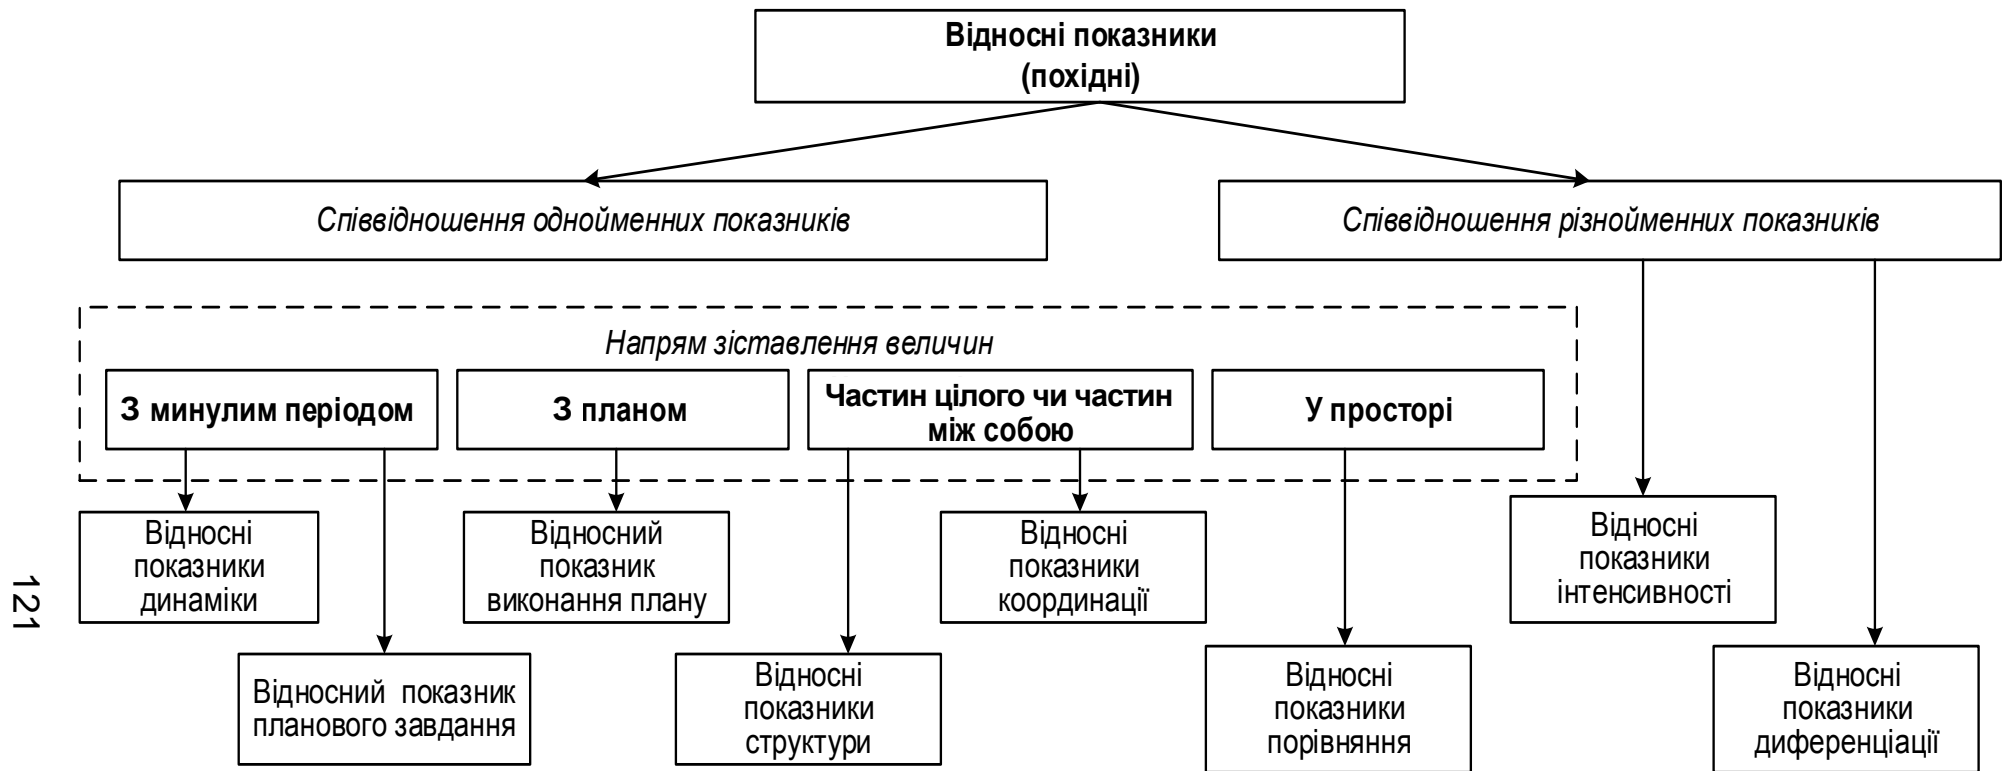 Відносні показники
(похідні)
Співвідношення однойменних показників
Співвідношення різнойменних показників
Напрям зіставлення величин
З минулим періодом
З планом
Частин цілого чи частин
між собою
У просторі
Відносні
показники
динаміки
Відносний
показник
виконання плану
Відносні
показники
координації
Відносні
показники
інтенсивності
Відносний показник
планового завдання
Відносні
показники
структури
Відносні
показники
порівняння
Відносні
показники
диференціації
121